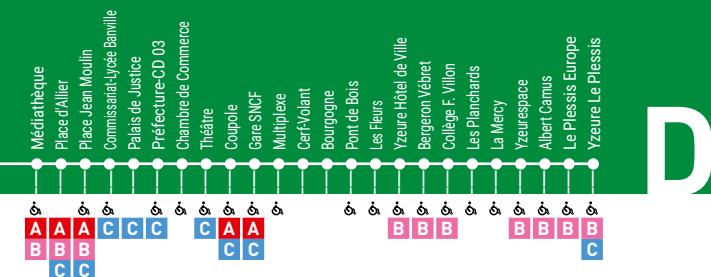 Médiathèque
Place d'Allier
Place Jean Moulin
Commissariat-Lycée Banville
Palais de Justice
Préfecture-CD 03
Chambre de Commerce
Théâtre
Coupole
Gare SNCF
Multiplexe
Cerf-Volant
Bourgogne
Pont de Bois
Les Fleurs
Yzeure Hôtel de Ville
Bergeron Vébret
Collège F. Villon
Les Planchards
La Mercy
Yzeurespace
Albert Camus
Le Plessis Europe
Yzeure Le Plessis
D
A A A C C C C A A B B B B B B B
B B B C C C
C C